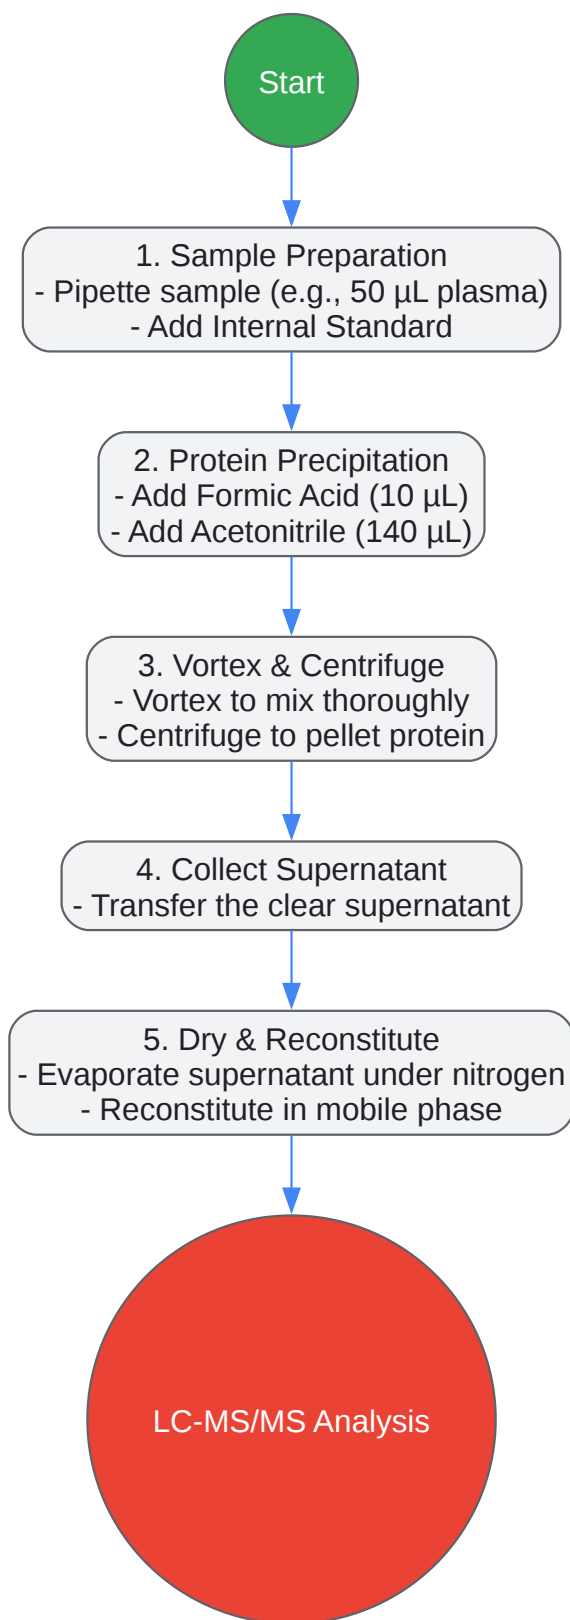 Start
1. Sample Preparation
- Pipette sample (e.g., 50 µL plasma)
- Add Internal Standard
2. Protein Precipitation
- Add Formic Acid (10 µL)
- Add Acetonitrile (140 µL)
3. Vortex & Centrifuge
- Vortex to mix thoroughly
- Centrifuge to pellet protein
4. Collect Supernatant
- Transfer the clear supernatant
5. Dry & Reconstitute
- Evaporate supernatant under nitrogen
- Reconstitute in mobile phase
LC-MS/MS Analysis